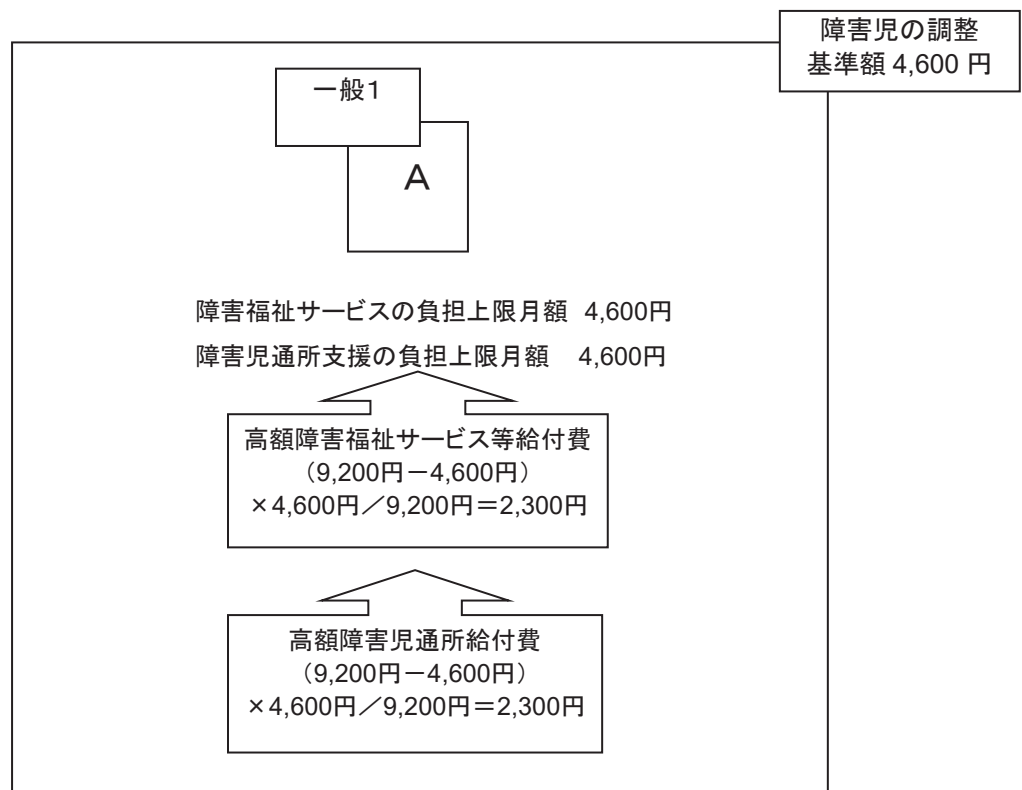 障害児の調整
基準額 4,600 円
一般1
A
障害福祉サービスの負担上限月額 4,600円
障害児通所支援の負担上限月額 4,600円
高額障害福祉サービス等給付費
(9,200円－4,600円)
×4,600円／9,200円＝2,300円
高額障害児通所給付費
(9,200円－4,600円)
×4,600円／9,200円＝2,300円